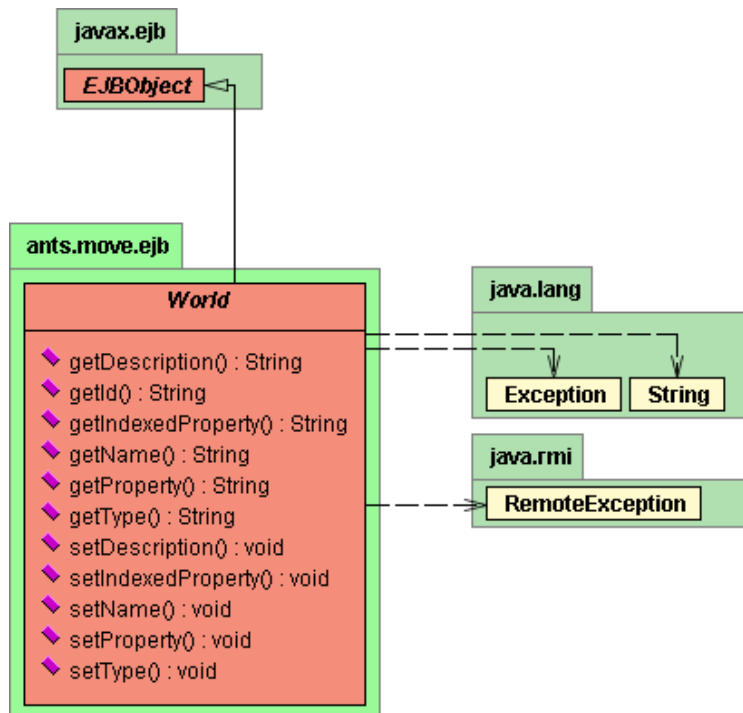 javax.ejb
EJBObject
ants.move.ejb
World
getDescription() : String
getId() : String
getIndexedProperty() : String
getName() : String
getProperty() : String
getType() : String
setDescription() : void
setIndexedProperty() : void
setName() : void
setProperty() : void
setType() : void
java.lang
Exception
String
java.rmi
RemoteException